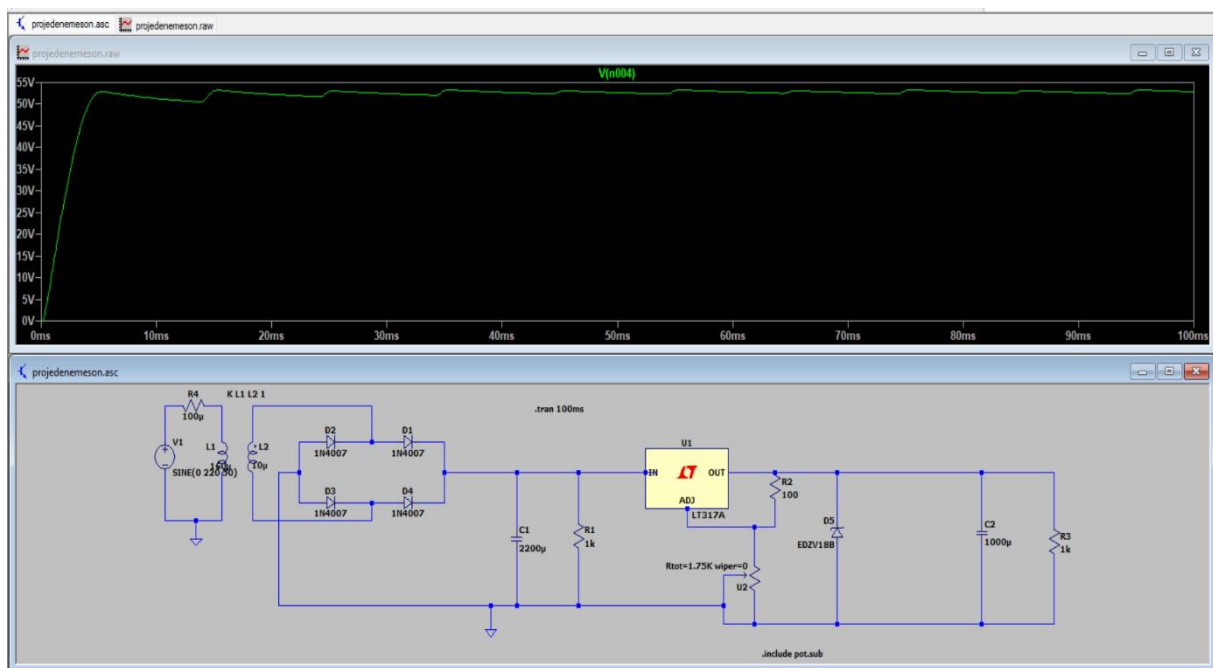 projedenemeson.asc projedenemeson.raw
projedenemeson.raw
V(n004)
55V
50V
45V
40V
35V
30V
25V
20V
15V
10V
5V
0V
0ms 10ms 20ms 30ms 40ms 50ms 60ms 70ms 80ms 90ms 100ms
projedenemeson.asc
R4
100µ
K L1 L2 1
.tran 100ms
V1
SINE(0 220 50)
L1
L2
10µ
D2
1N4007
D1
1N4007
D3
1N4007
D4
1N4007
C1
2200µ
R1
1k
U1
IN
OUT
ADJ
LT317A
R2
100
Rtot=1.75K wiper=0
U2
D5
EDZV18B
C2
1000µ
R3
1k
.include pot.sub